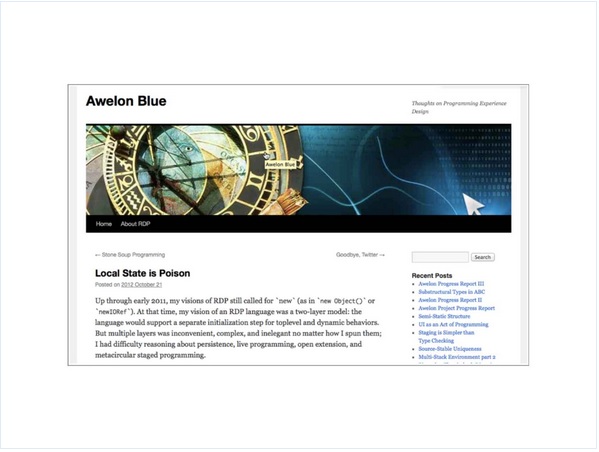 Awelon Blue
Thoughts on Programming Experience
Design
Awelon Blue
Home About RDP
← Stone Soup Programming Goodbye, Twitter →
Search
Local State is Poison
Posted on 2012 October 21
Up through early 2011, my visions of RDP still called for `new` (as in `new Object()` or
`newIORef`). At that time, my vision of an RDP language was a two-layer model: the
language would support a separate initialization step for toplevel and dynamic behaviors.
But multiple layers was inconvenient, complex, and inelegant no matter how I spun them;
I had difficulty reasoning about persistence, live programming, open extension, and
metacircular staged programming.
Recent Posts
Awelon Progress Report III
Substructural Types in ABC
Awelon Progress Report II
Awelon Project Progress Report
Semi-Static Structure
UI as an Art of Programming
Staging is Simpler than
Type Checking
Source-Stable Uniqueness
Multi-Stack Environment part 2